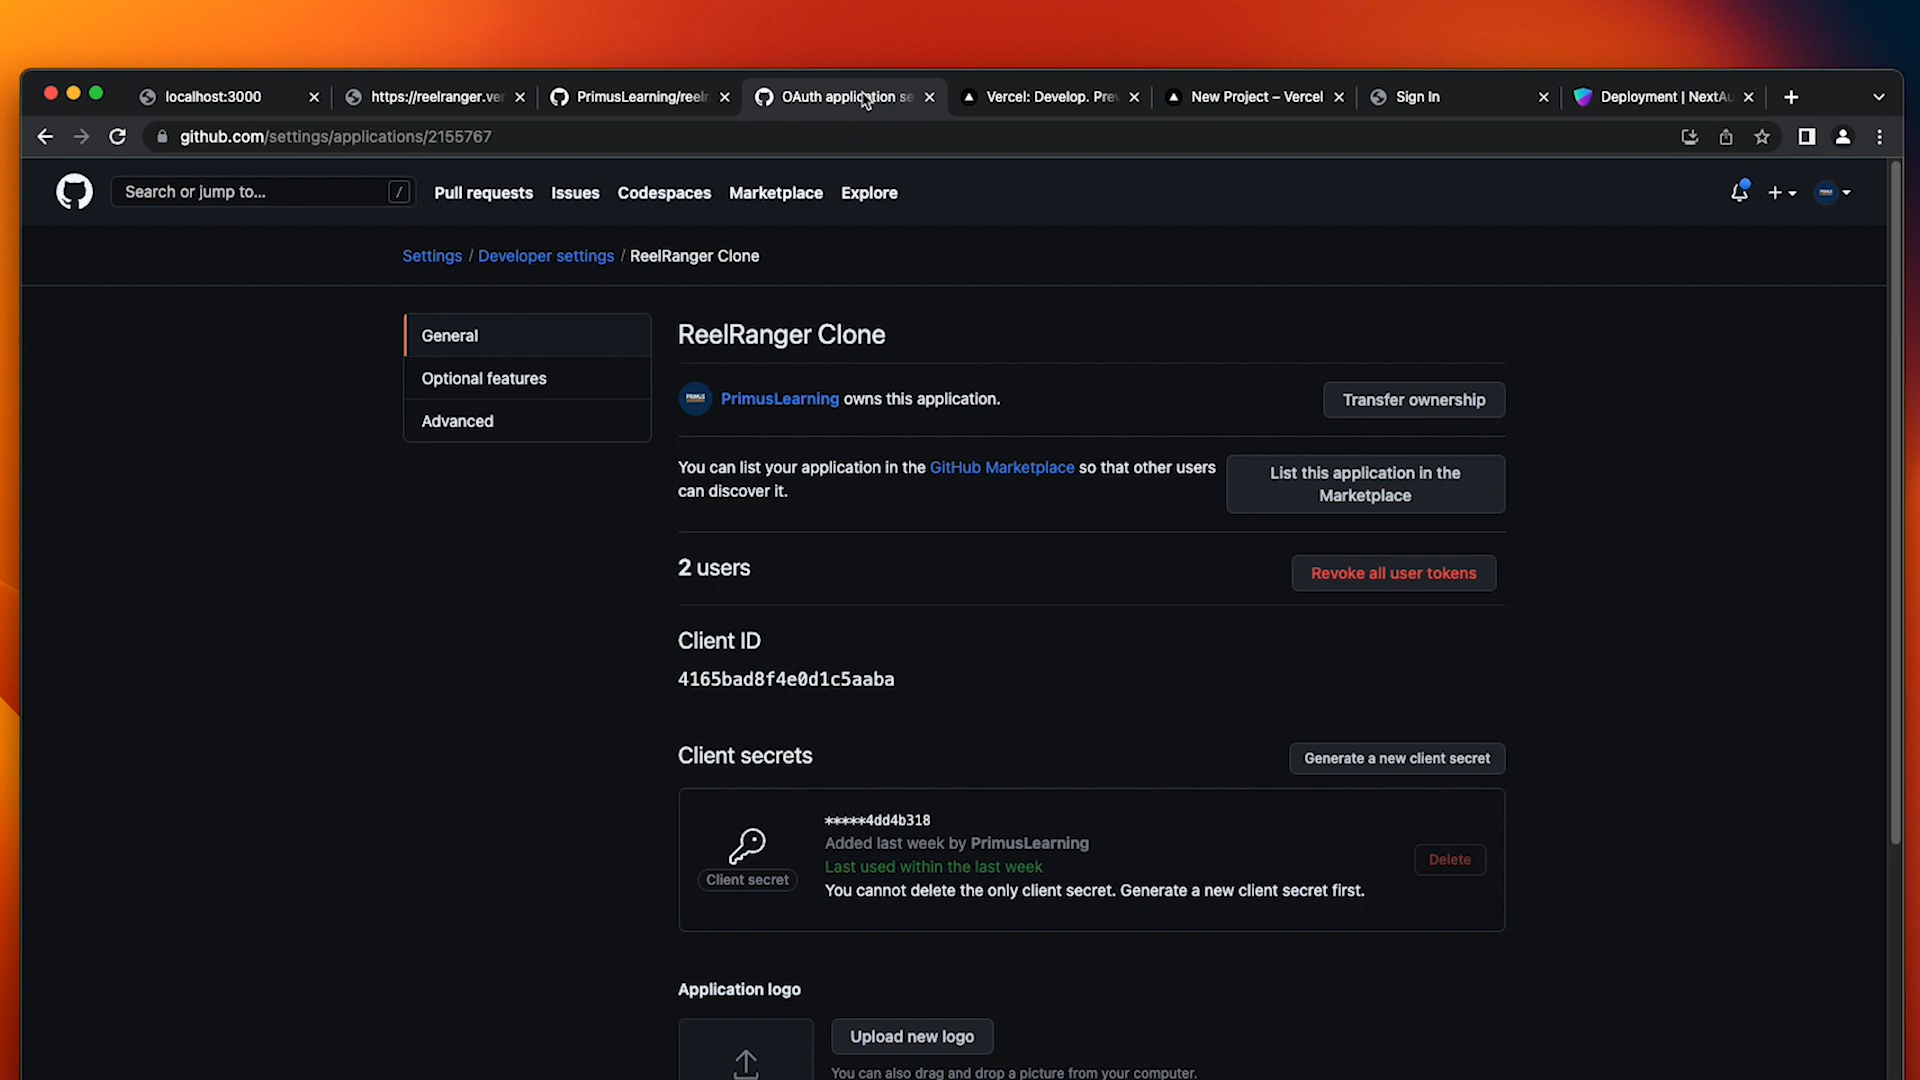 localhost:3000
https://reelranger.ve
PrimusLearning/reelr
OAuth application se
Vercel: Develop. Prev
New Project – Vercel
Sign In
Deployment | NextAu
github.com/settings/applications/2155767
Search or jump to...
/
Pull requests
Issues
Codespaces
Marketplace
Explore
Settings / Developer settings / ReelRanger Clone
General
Optional features
Advanced
ReelRanger Clone
PrimusLearning owns this application.
Transfer ownership
You can list your application in the GitHub Marketplace so that other users
can discover it.
List this application in the
Marketplace
2 users
Revoke all user tokens
Client ID
4165bad8f4e0d1c5aaba
Client secrets
Generate a new client secret
Client secret
*****4dd4b318
Added last week by PrimusLearning
Last used within the last week
You cannot delete the only client secret. Generate a new client secret first.
Delete
Application logo
Upload new logo
You can also drag and drop a picture from your computer.